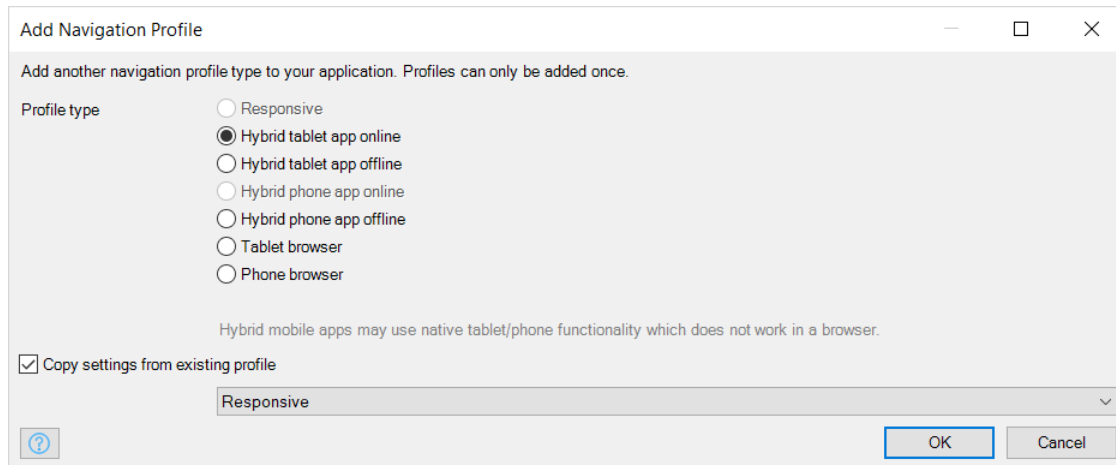 Add Navigation Profile
Add another navigation profile type to your application. Profiles can only be added once.
Profile type
Responsive
Hybrid tablet app online
Hybrid tablet app offline
Hybrid phone app online
Hybrid phone app offline
Tablet browser
Phone browser
Hybrid mobile apps may use native tablet/phone functionality which does not work in a browser.
Copy settings from existing profile
Responsive
? OK Cancel